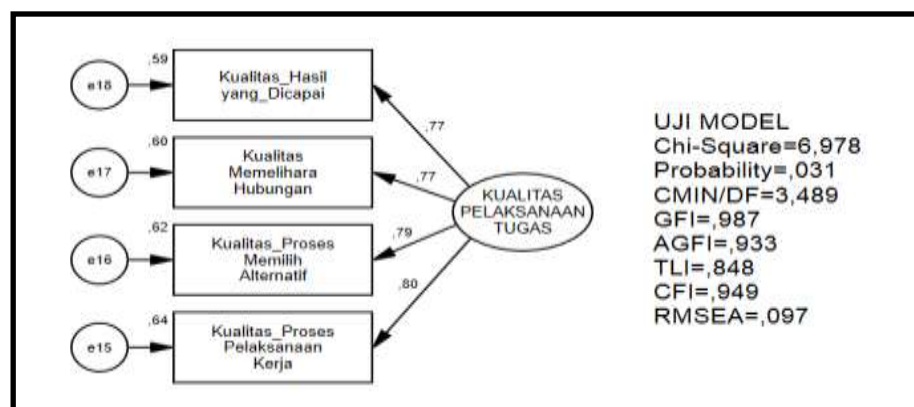 ,59
e18
Kualitas_Hasil
yang_Dicapai
,77
,60
e17
Kualitas
Memelihara
Hubungan
,77
,62
e16
Kualitas_Proses
Memilih
Alternatif
,79
,64
e15
Kualitas_Proses
Pelaksanaan
Kerja
,80
KUALITAS
PELAKSANAAN
TUGAS
UJI MODEL
Chi-Square=6,978
Probability=,031
CMIN/DF=3,489
GFI=,987
AGFI=,933
TLI=,848
CFI=,949
RMSEA=,097